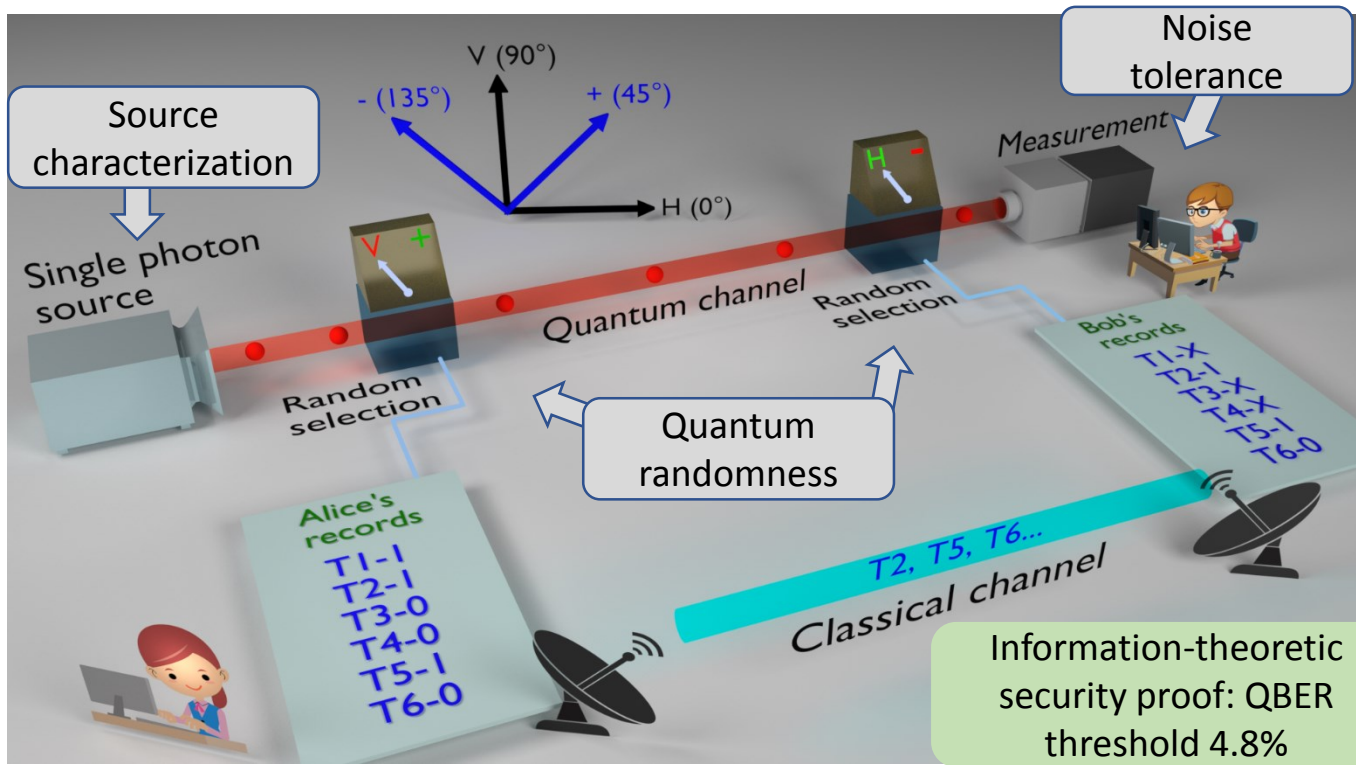 Noise
tolerance
Source
characterization
V (90°)
- (135°)
+ (45°)
H (0°)
Measurement
H -
V +
Single photon
source
Quantum channel
Random
selection
Random
selection
Quantum
randomness
Bob's
records
T1-X
T2-1
T3-X
T4-X
T5-1
T6-0
Alice's
records
T1-1
T2-1
T3-0
T4-0
T5-1
T6-0
T2, T5, T6...
Classical channel
Information-theoretic
security proof: QBER
threshold 4.8%